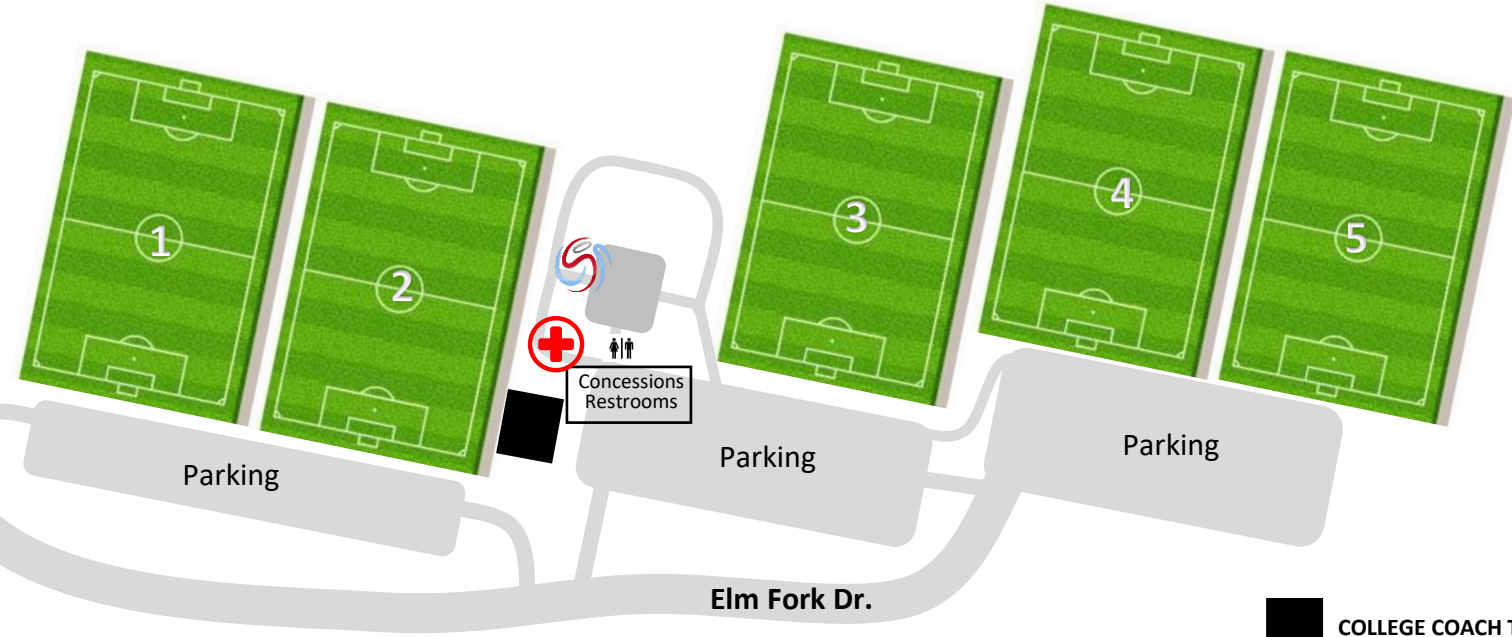 1
2
3
4
5
Concessions
Restrooms
Parking
Parking
Parking
Elm Fork Dr.
COLLEGE COACH